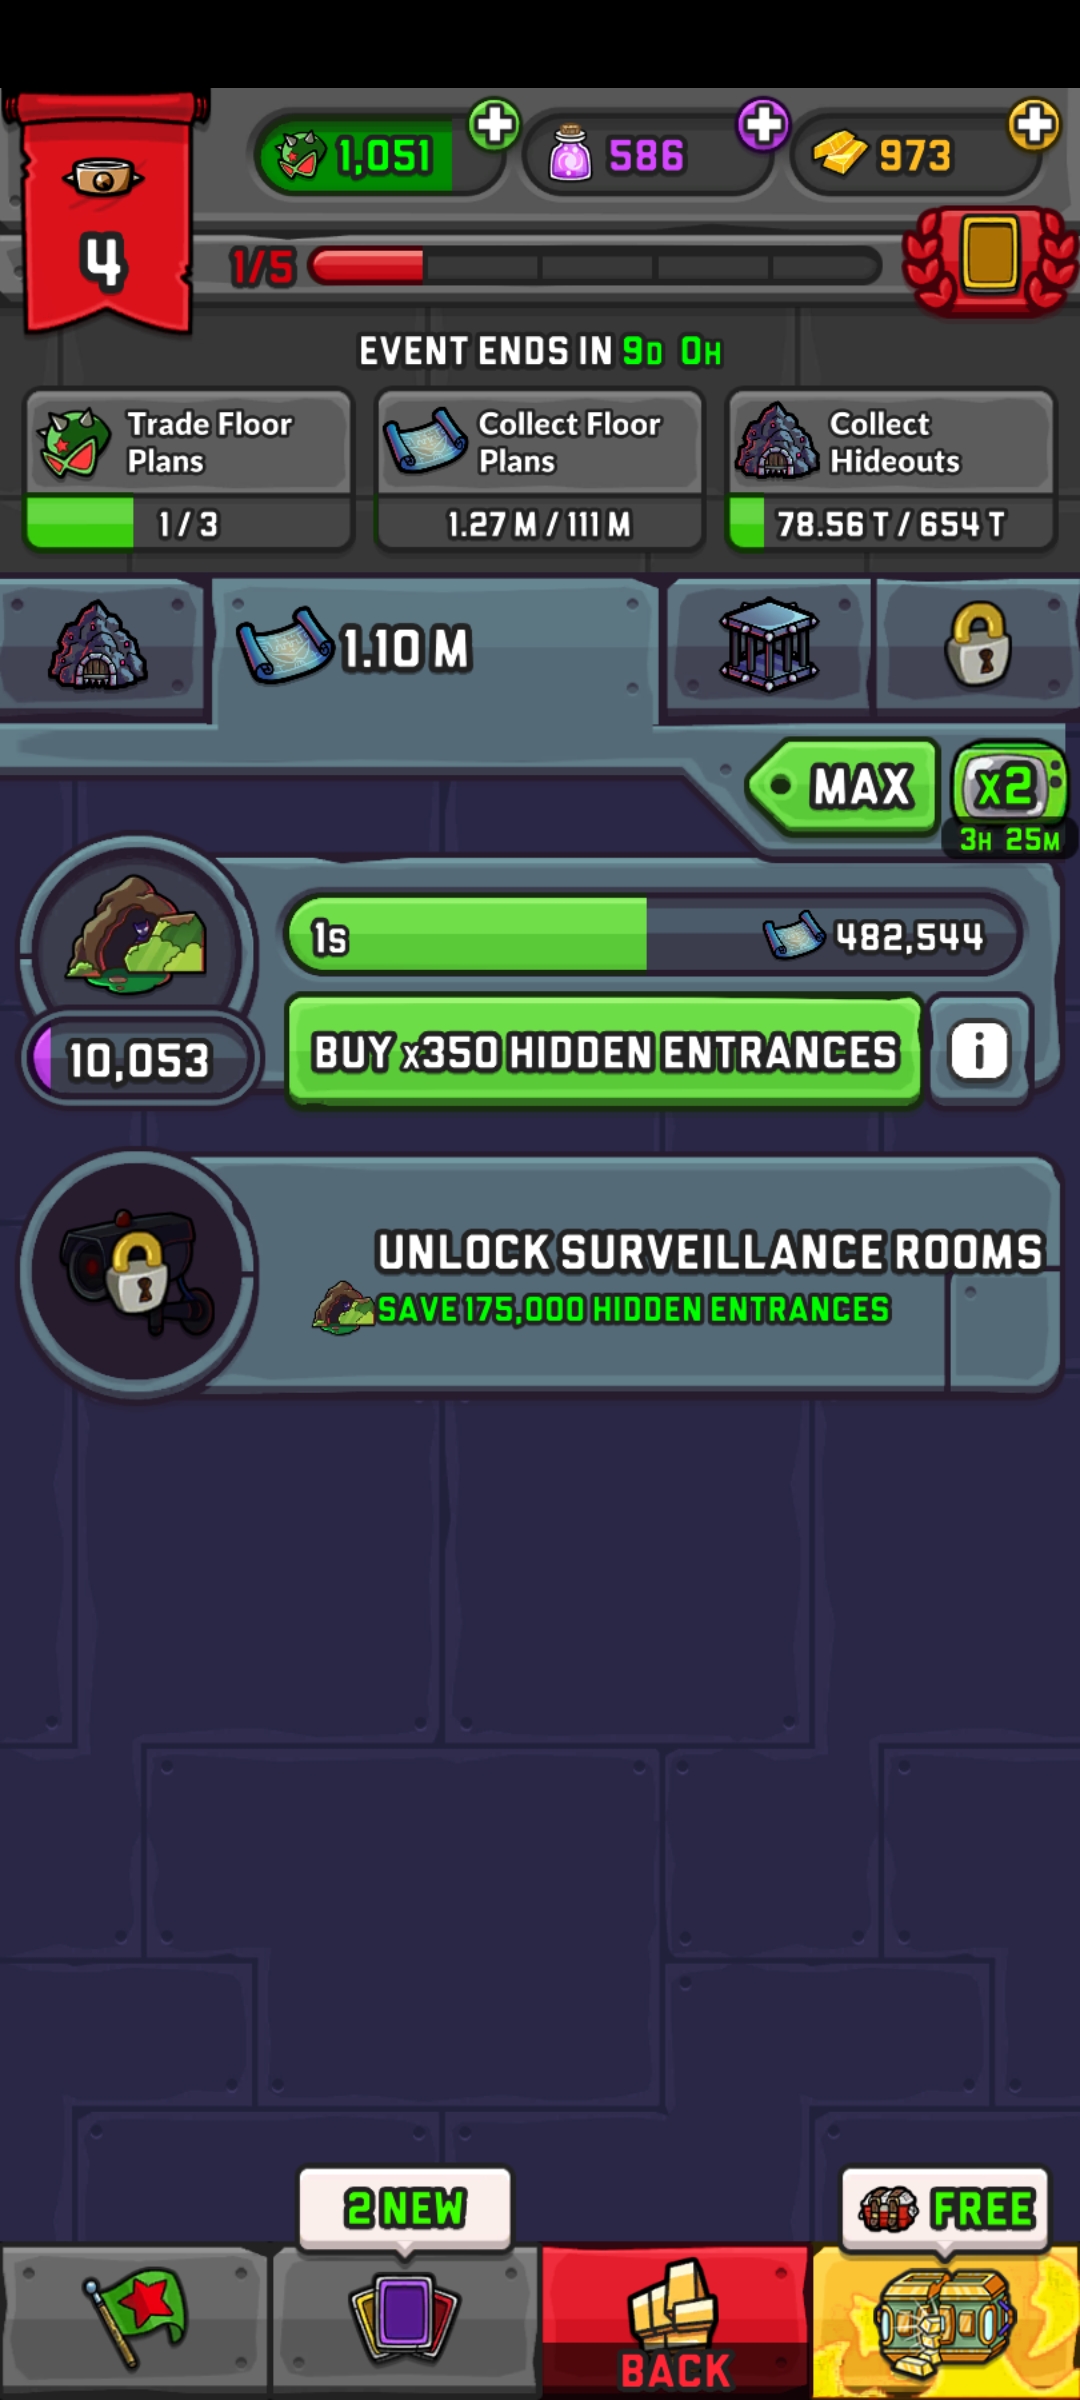 1,051
586
973
4
1/5
EVENT ENDS IN 9D 0H
Trade Floor
Plans
1 / 3
Collect Floor
Plans
1.27 M / 111 M
Collect
Hideouts
78.56 T / 654 T
1.10 M
MAX
x2
3H 25M
1s
482,544
10,053
BUY x350 HIDDEN ENTRANCES
i
UNLOCK SURVEILLANCE ROOMS
SAVE 175,000 HIDDEN ENTRANCES
2 NEW
FREE
BACK